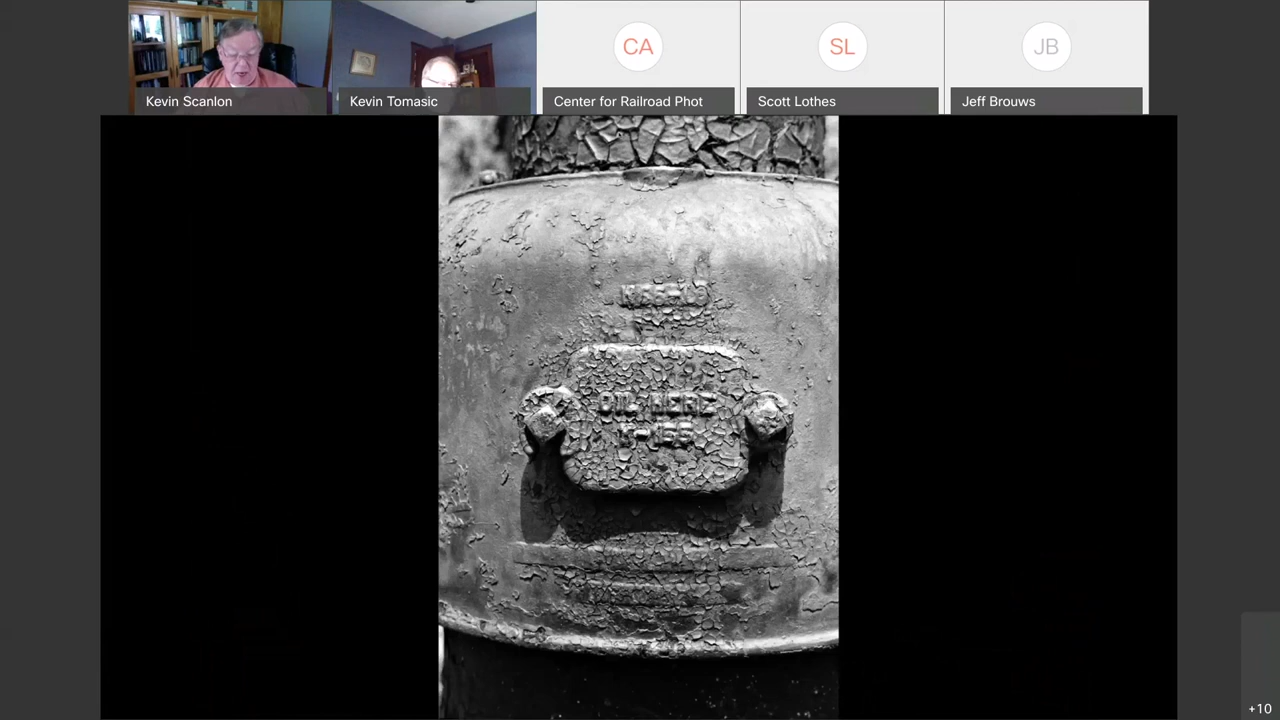 CA
SL
JB
Kevin Scanlon
Kevin Tomasic
Center for Railroad Phot
Scott Lothes
Jeff Brouws
OIL HERE
+10